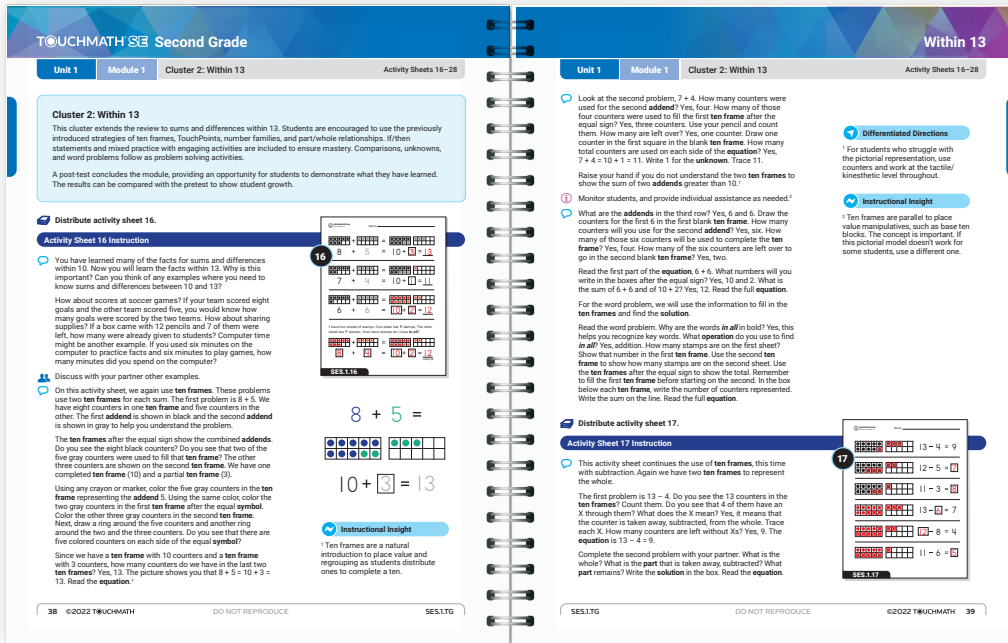 TOUCHMATH SE Second Grade
Unit 1
Module 1
Cluster 2: Within 13
Activity Sheets 16–28
Cluster 2: Within 13
This cluster extends the review to sums and differences within 13. Students are encouraged to use the previously
introduced strategies of ten frames, TouchPoints, number families, and part/whole relationships. If/then
statements and mixed practice with engaging activities are included to ensure mastery. Comparisons, unknowns,
and word problems follow as problem solving activities.
A post-test concludes the module, providing an opportunity for students to demonstrate what they have learned.
The results can be compared with the pretest to show student growth.
Distribute activity sheet 16.
Activity Sheet 16 Instruction
You have learned many of the facts for sums and differences
within 10. Now you will learn the facts within 13. Why is this
important? Can you think of any examples where you need to
know sums and differences between 10 and 13?
How about scores at soccer games? If your team scored eight
goals and the other team scored five, you would know how
many goals were scored by the two teams. How about sharing
supplies? If a box came with 12 pencils and 7 of them were
left, how many were already given to students? Computer time
might be another example. If you used six minutes on the
computer to practice facts and six minutes to play games, how
many minutes did you spend on the computer?
Discuss with your partner other examples.
On this activity sheet, we again use ten frames. These problems
use two ten frames for each sum. The first problem is 8 + 5. We
have eight counters in one ten frame and five counters in the
other. The first addend is shown in black and the second addend
is shown in gray to help you understand the problem.
The ten frames after the equal sign show the combined addends.
Do you see the eight black counters? Do you see that two of the
five gray counters were used to fill that ten frame? The other
three counters are shown on the second ten frame. We have one
completed ten frame (10) and a partial ten frame (3).
Using any crayon or marker, color the five gray counters in the ten
frame representing the addend 5. Using the same color, color the
two gray counters in the first ten frame after the equal symbol.
Color the other three gray counters in the second ten frame.
Next, draw a ring around the five counters and another ring
around the two and the three counters. Do you see that there are
five colored counters on each side of the equal symbol?
Since we have a ten frame with 10 counters and a ten frame
with 3 counters, how many counters do we have in the last two
ten frames? Yes, 13. The picture shows you that 8 + 5 = 10 + 3 =
13. Read the equation.¹
16
8 + 5 = 10 + 3 = 13
7 + 4 = 10 + 1 = 11
6 + 6 = 10 + 2 = 12
I have two sheets of stamps. One sheet has 8 stamps. The other
sheet has 4 stamps. How many stamps do I have in all?
8 + 4 = 10 + 2 = 12
SES.1.16
8 + 5 =
10 + 3 = 13
Instructional Insight
¹ Ten frames are a natural
introduction to place value and
regrouping as students distribute
ones to complete a ten.
38 ©2022 TOUCHMATH
DO NOT REPRODUCE
SES.1.TG
Within 13
Unit 1
Module 1
Cluster 2: Within 13
Activity Sheets 16–28
Look at the second problem, 7 + 4. How many counters were
used for the second addend? Yes, four. How many of those
four counters were used to fill the first ten frame after the
equal sign? Yes, three counters. Use your pencil and count
them. How many are left over? Yes, one counter. Draw one
counter in the first square in the blank ten frame. How many
total counters are used on each side of the equation? Yes,
7 + 4 = 10 + 1 = 11. Write 1 for the unknown. Trace 11.
Raise your hand if you do not understand the two ten frames to
show the sum of two addends greater than 10.¹
Monitor students, and provide individual assistance as needed.²
What are the addends in the third row? Yes, 6 and 6. Draw the
counters for the first 6 in the first blank ten frame. How many
counters will you use for the second addend? Yes, six. How
many of those six counters will be used to complete the ten
frame? Yes, four. How many of the six counters are left over to
go in the second blank ten frame? Yes, two.
Read the first part of the equation, 6 + 6. What numbers will you
write in the boxes after the equal sign? Yes, 10 and 2. What is
the sum of 6 + 6 and of 10 + 2? Yes, 12. Read the full equation.
For the word problem, we will use the information to fill in the
ten frames and find the solution.
Read the word problem. Why are the words in all in bold? Yes, this
helps you recognize key words. What operation do you use to find
in all? Yes, addition. How many stamps are on the first sheet?
Show that number in the first ten frame. Use the second ten
frame to show how many stamps are on the second sheet. Use
the ten frames after the equal sign to show the total. Remember
to fill the first ten frame before starting on the second. In the box
below each ten frame, write the number of counters represented.
Write the sum on the line. Read the full equation.
Distribute activity sheet 17.
Activity Sheet 17 Instruction
This activity sheet continues the use of ten frames, this time
with subtraction. Again we have two ten frames to represent
the whole.
The first problem is 13 – 4. Do you see the 13 counters in the
ten frames? Count them. Do you see that 4 of them have an
X through them? What does the X mean? Yes, it means that
the counter is taken away, subtracted, from the whole. Trace
each X. How many counters are left without Xs? Yes, 9. The
equation is 13 – 4 = 9.
Complete the second problem with your partner. What is the
whole? What is the part that is taken away, subtracted? What
part remains? Write the solution in the box. Read the equation.
Differentiated Directions
¹ For students who struggle with
the pictorial representation, use
counters and work at the tactile/
kinesthetic level throughout.
Instructional Insight
² Ten frames are parallel to place
value manipulatives, such as base ten
blocks. The concept is important. If
this pictorial model doesn't work for
some students, use a different one.
17
13 – 4 = 9
12 – 5 = 7
11 – 3 = 8
13 – 6 = 7
12 – 8 = 4
11 – 6 = 5
SES.1.17
SES.1.TG
DO NOT REPRODUCE
©2022 TOUCHMATH 39